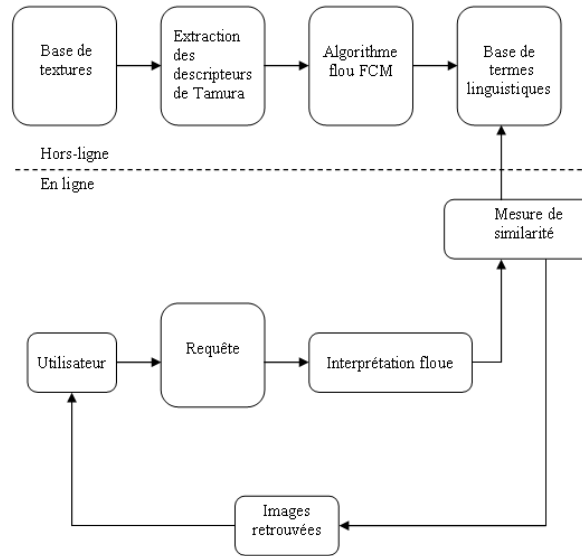 Base de
textures
Extraction
des
descripteurs
de Tamura
Algorithme
flou FCM
Base de
termes
linguistiques
Hors-ligne
En ligne
Mesure de
similarité
Utilisateur
Requête
Interprétation floue
Images
retrouvées